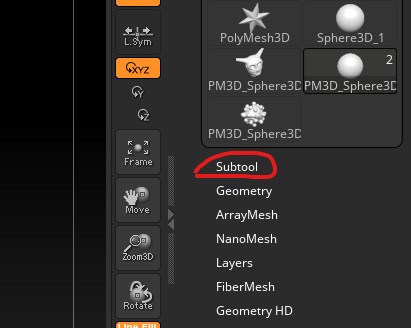 L.Sym
XYZ
Y
Z
Frame
Move
Zoom3D
Rotate
Line Fill
PolyMesh3D
Sphere3D_1
2
PM3D_Sphere3D
PM3D_Sphere3D
PM3D_Sphere3D
Subtool
Geometry
ArrayMesh
NanoMesh
Layers
FiberMesh
Geometry HD